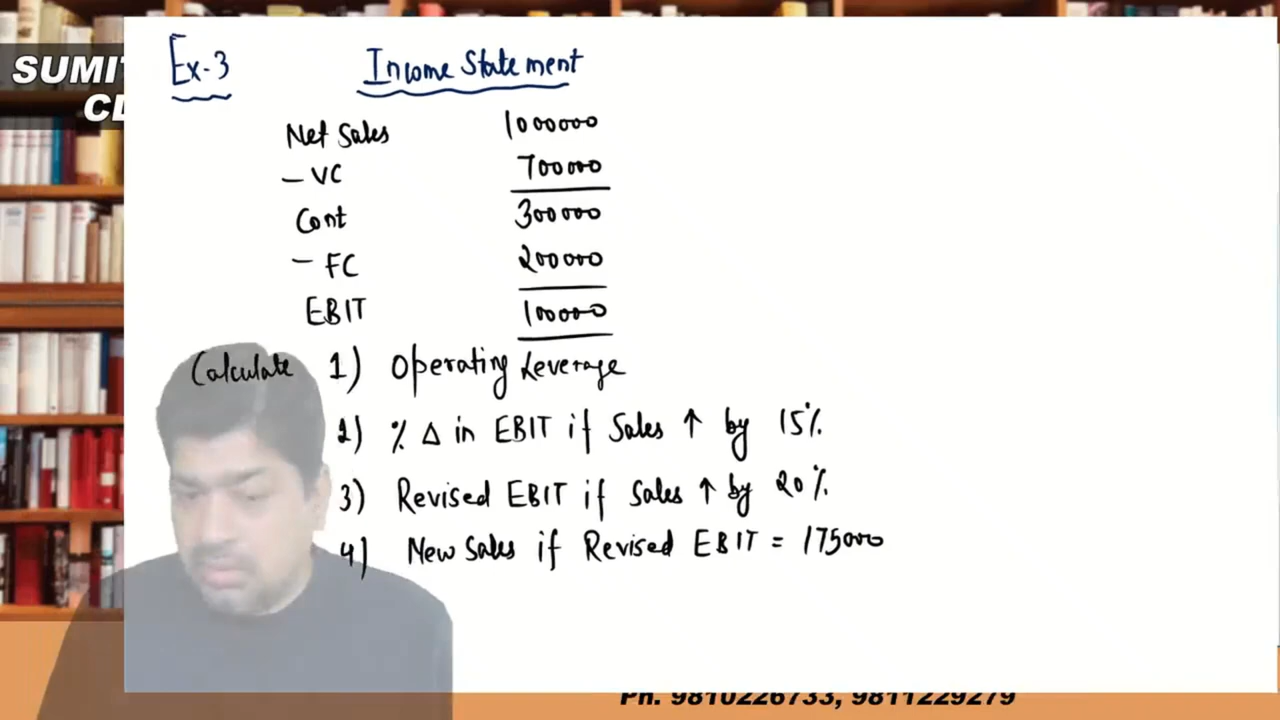 SUMIT
CL
Ex-3
Income Statement
Net Sales 1000000
- VC 700000
Cont 300000
- FC 200000
EBIT 100000
Calculate 1) Operating Leverage
2) % Δ in EBIT if Sales ↑ by 15%
3) Revised EBIT if Sales ↑ by 20%
4) New Sales if Revised EBIT = 175000
Ph. 9810226733, 9811229279